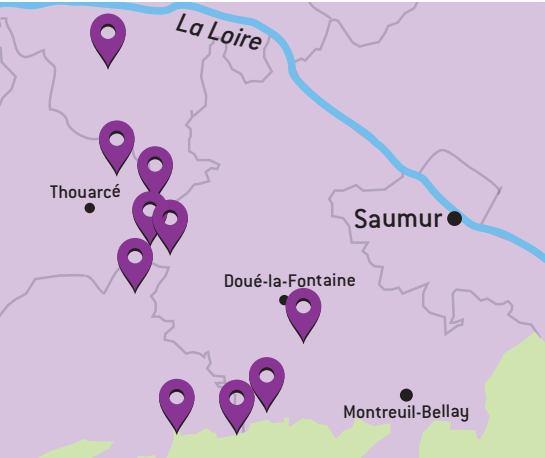 La Loire
Thouarcé
Saumur
Doué-la-Fontaine
Montreuil-Bellay